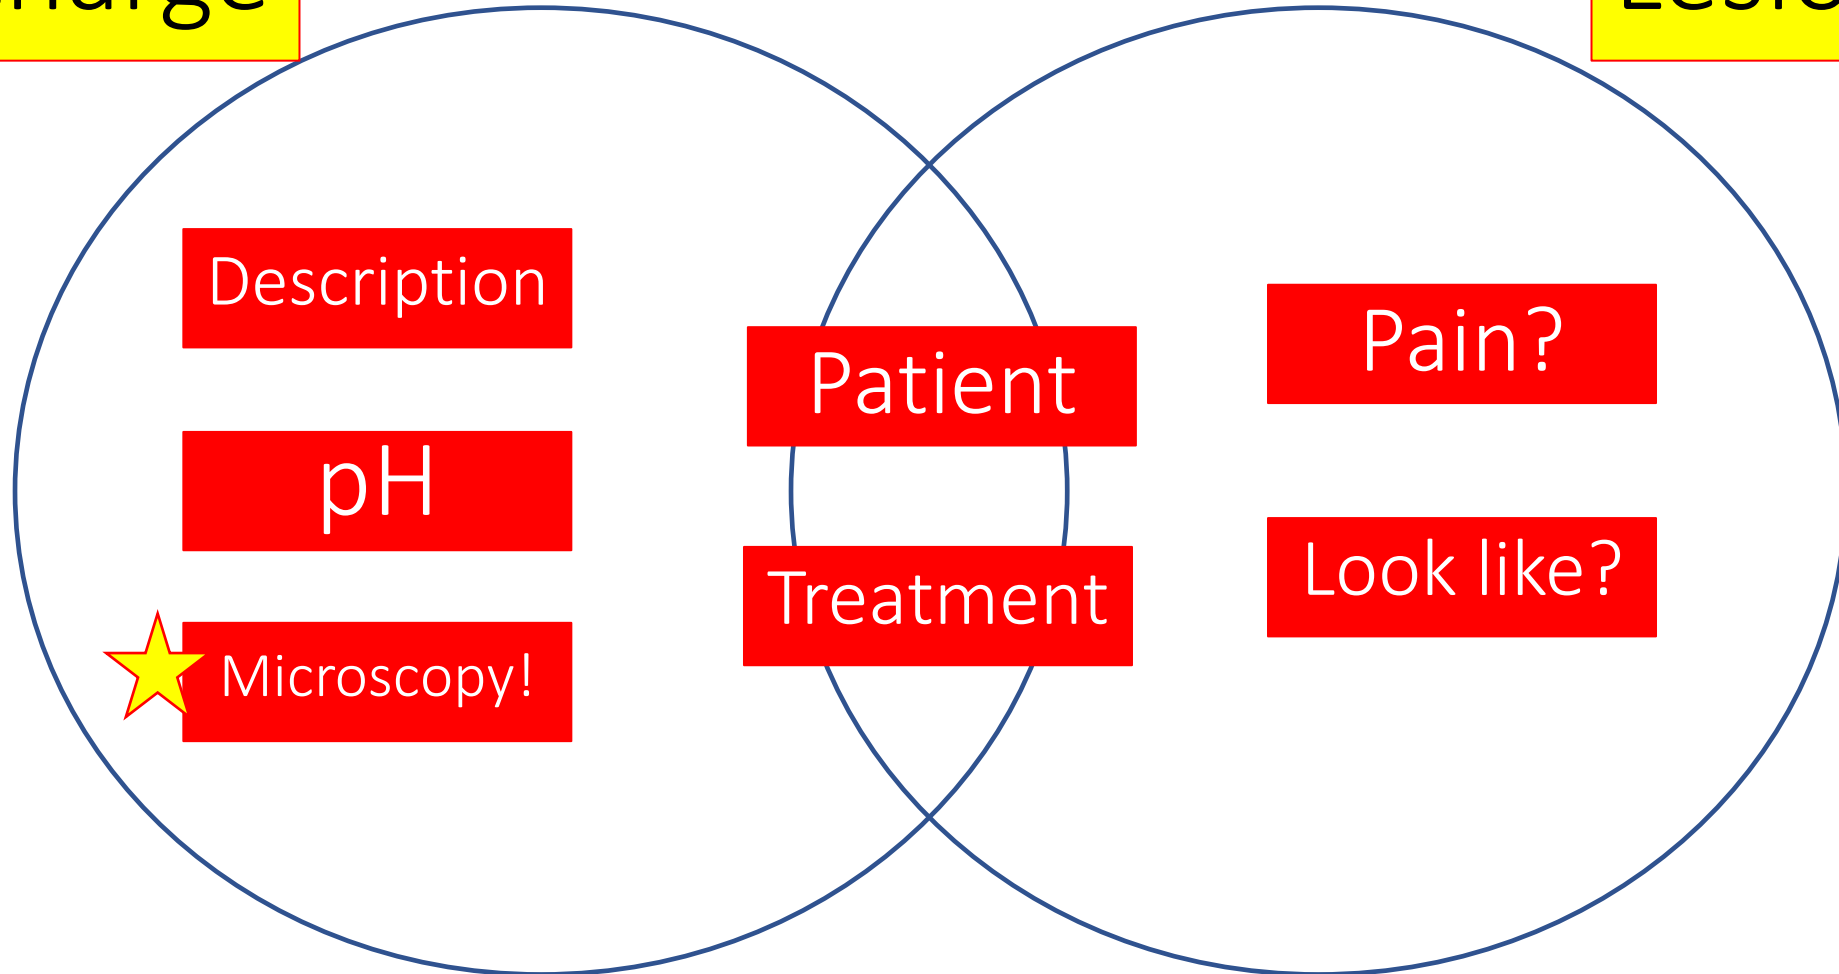 Description
pH
Microscopy!
Patient
Treatment
Pain?
Look like?